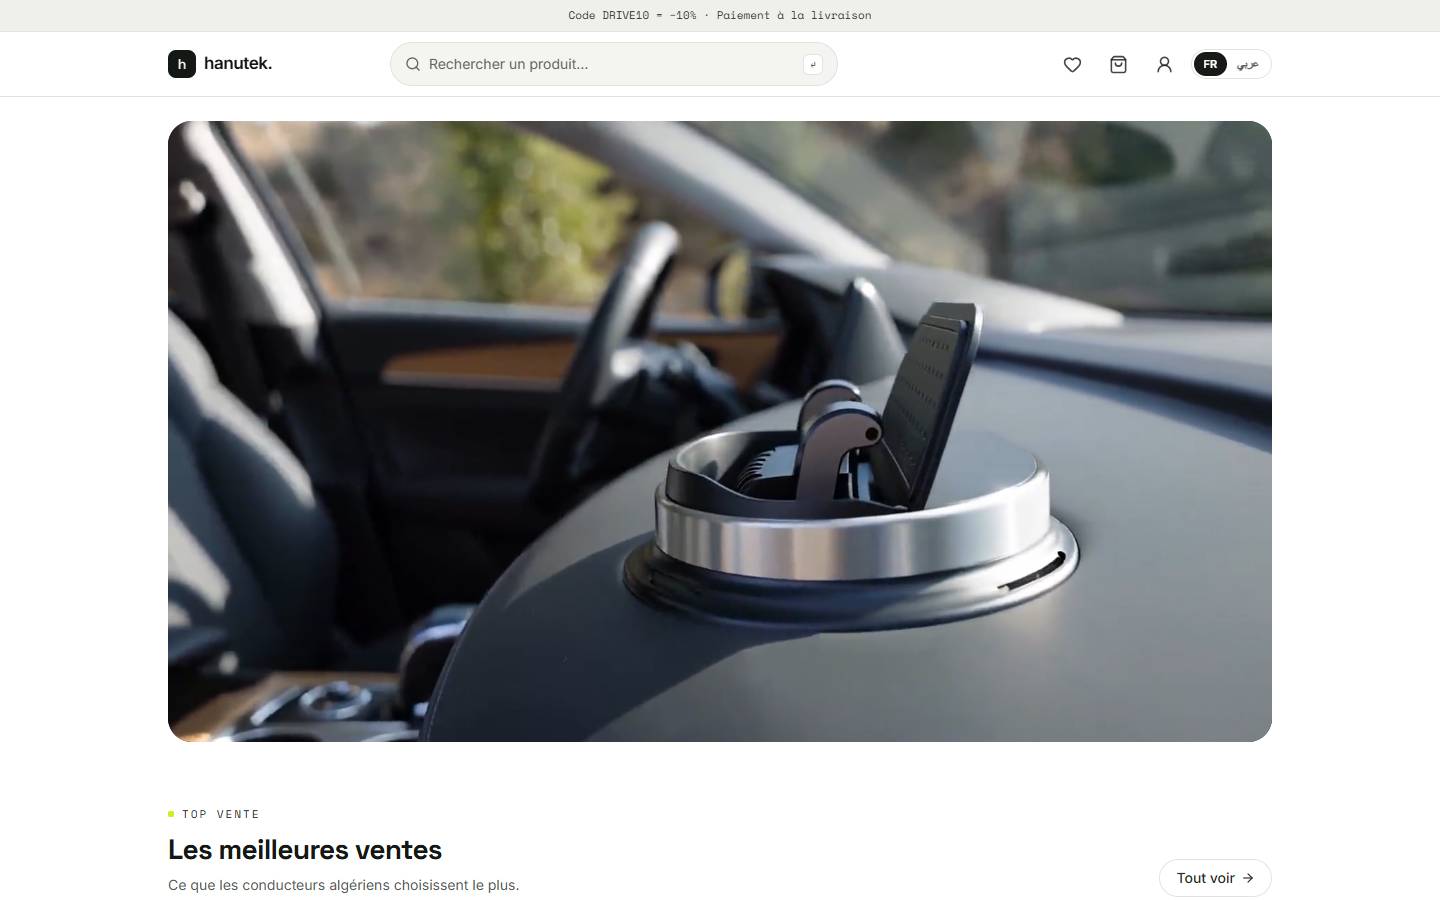 Code DRIVE10 = −10% · Paiement à la livraison
h hanutek.
Rechercher un produit...
FR عربي
TOP VENTE
Les meilleures ventes
Ce que les conducteurs algériens choisissent le plus.
Tout voir →